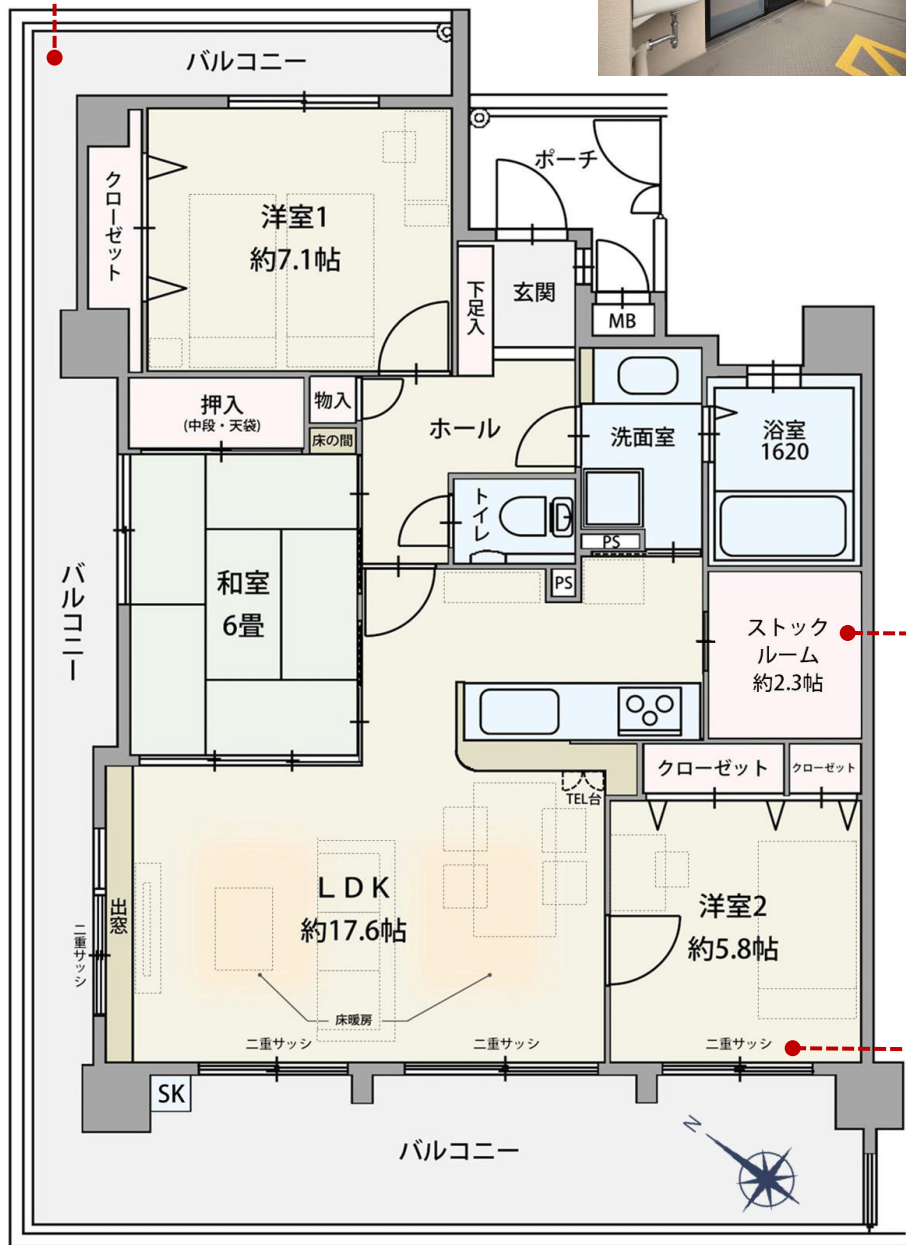 バルコニー
ポーチ
クローゼット
洋室1
約7.1帖
下足入
玄関
MB
押入
(中段・天袋)
物入
床の間
ホール
洗面室
浴室
1620
トイレ
PS
PS
バルコニー
和室
6畳
ストック
ルーム
約2.3帖
クローゼット
クローゼット
TEL台
出窓
二重サッシ
LDK
約17.6帖
床暖房
洋室2
約5.8帖
二重サッシ
二重サッシ
二重サッシ
SK
バルコニー
N